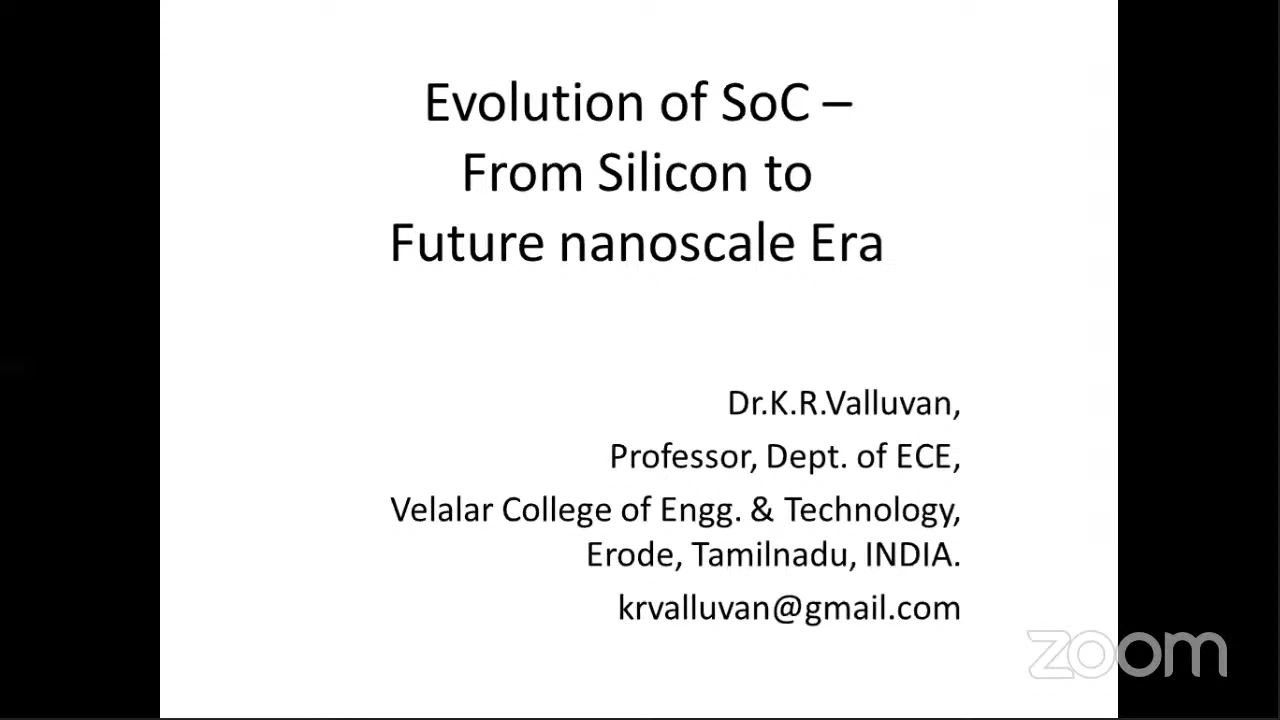 Evolution of SoC –
From Silicon to
Future nanoscale Era
Dr.K.R.Valluvan,
Professor, Dept. of ECE,
Velalar College of Engg. & Technology,
Erode, Tamilnadu, INDIA.
krvalluvan@gmail.com
zoom